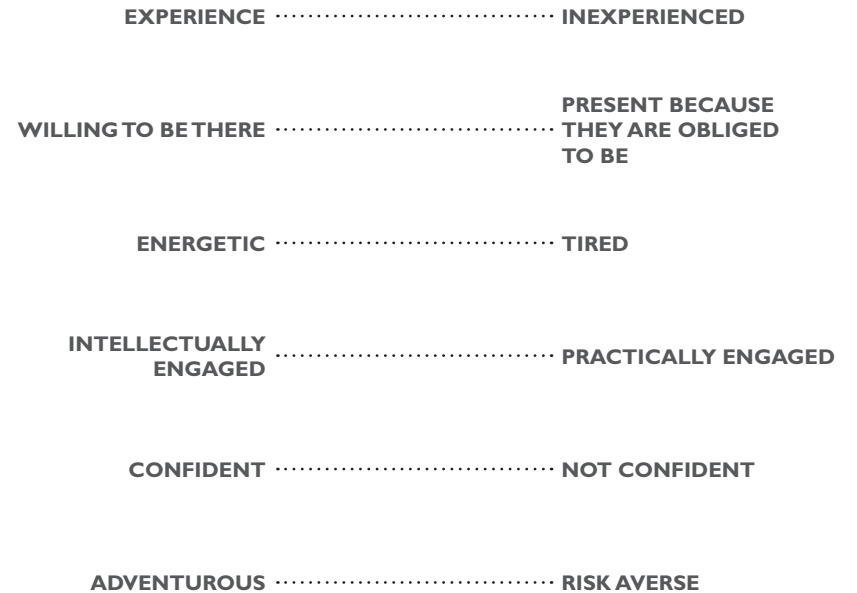 EXPERIENCE ................................ INEXPERIENCED
PRESENT BECAUSE
WILLING TO BE THERE ................................ THEY ARE OBLIGED
TO BE
ENERGETIC ................................ TIRED
INTELLECTUALLY
ENGAGED ................................ PRACTICALLY ENGAGED
CONFIDENT ................................ NOT CONFIDENT
ADVENTUROUS ................................ RISK AVERSE